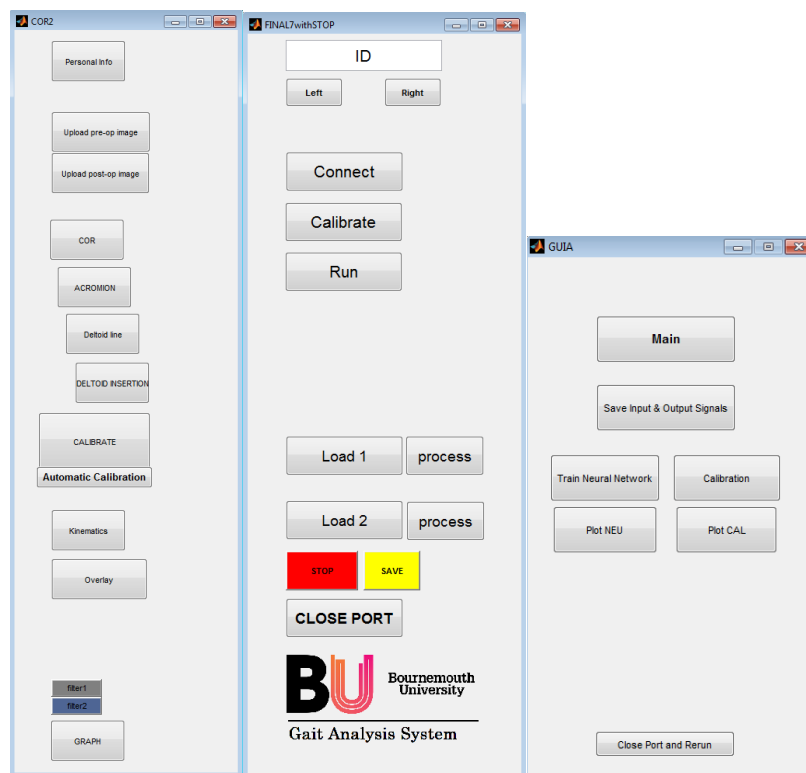 COR2
Personal Info
Upload pre-op image
Upload post-op image
COR
ACROMION
Deltoid line
DELTOID INSERTION
CALIBRATE
Automatic Calibration
Kinematics
Overlay
filter1
filter2
GRAPH
FINAL7withSTOP
ID
Left Right
Connect
Calibrate
Run
Load 1 process
Load 2 process
STOP SAVE
CLOSE PORT
BU
Bournemouth
University
Gait Analysis System
GUIA
Main
Save Input & Output Signals
Train Neural Network Calibration
Plot NEU Plot CAL
Close Port and Rerun